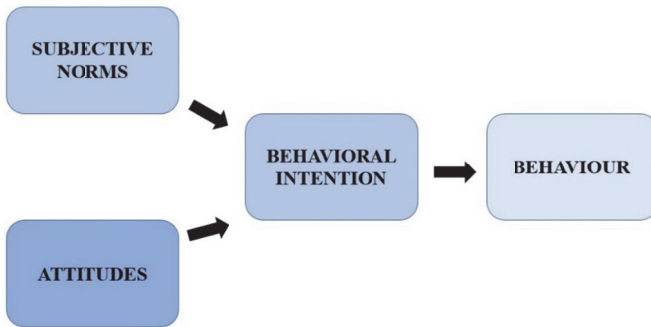 SUBJECTIVE
NORMS
BEHAVIORAL
INTENTION
BEHAVIOUR
ATTITUDES